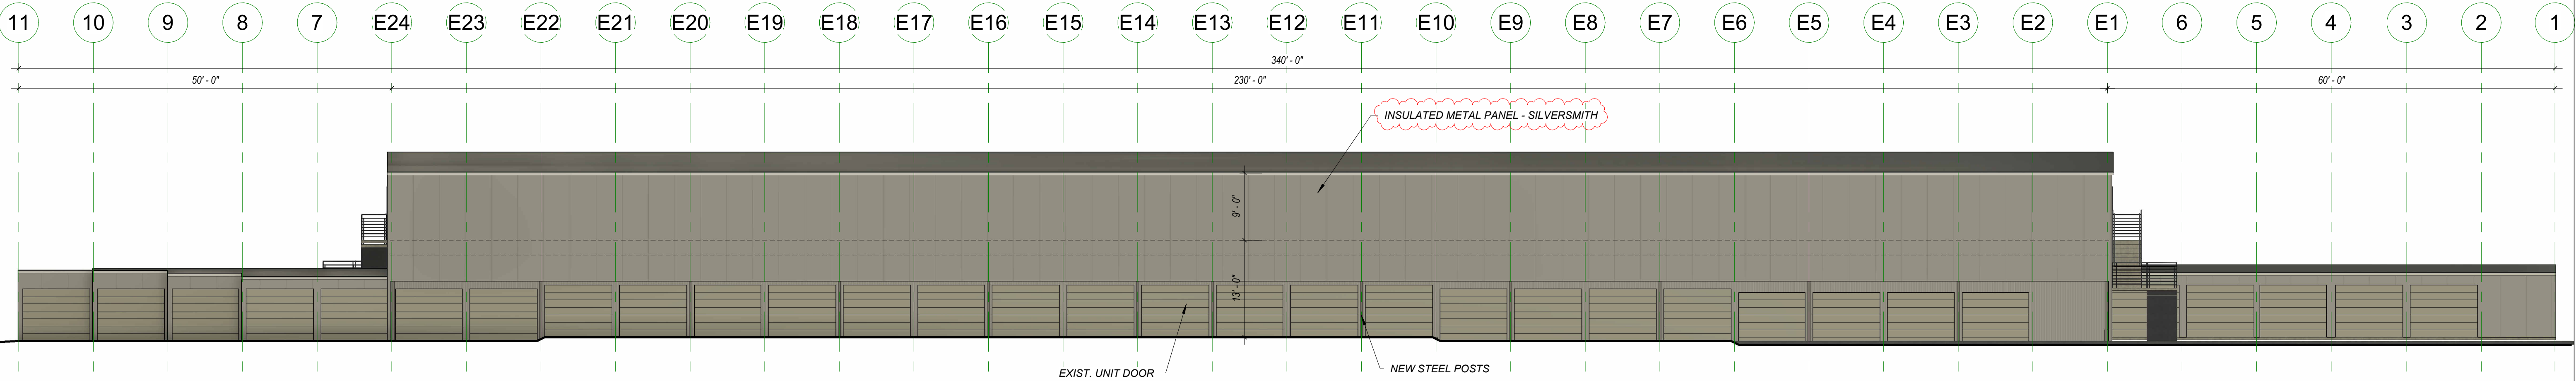 11 10 9 8 7 E24 E23 E22 E21 E20 E19 E18 E17 E16 E15 E14 E13 E12 E11 E10 E9 E8 E7 E6 E5 E4 E3 E2 E1 6 5 4 3 2 1
340' - 0"
50' - 0" 230' - 0" 60' - 0"
INSULATED METAL PANEL - SILVERSMITH
9' - 0"
13' - 0"
EXIST. UNIT DOOR
NEW STEEL POSTS